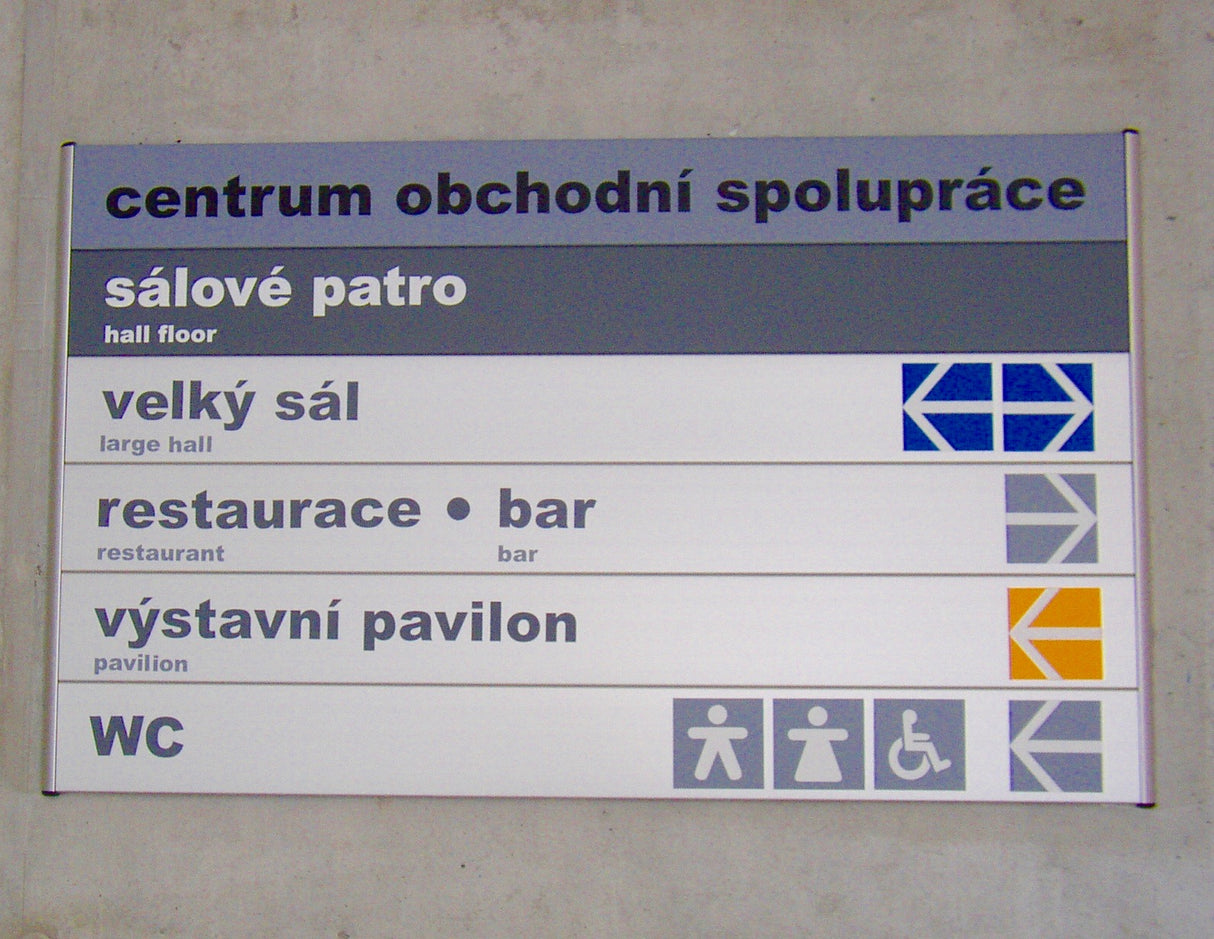 centrum obchodní spolupráce
sálové patro
hall floor
velký sál
large hall
restaurace • bar
restaurant bar
výstavní pavilon
pavilion
WC